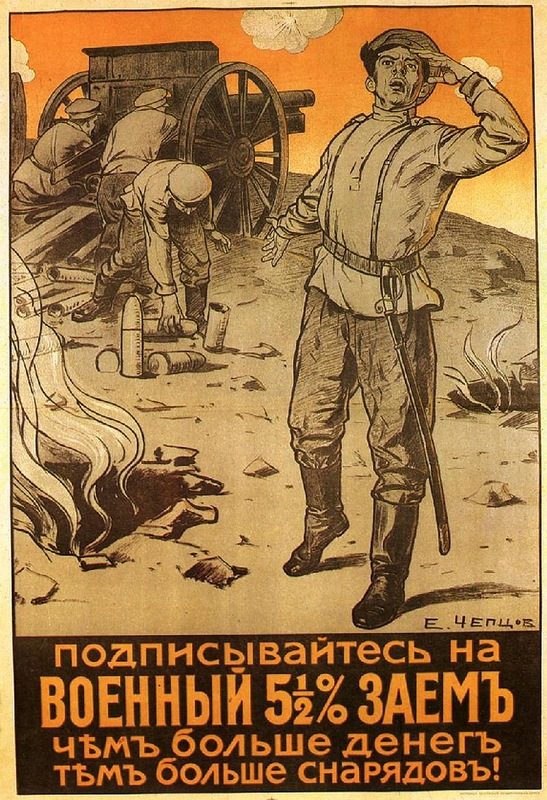 Е. Чепцов
подписывайтесь на
ВОЕННЫЙ 5½% ЗАЕМЪ
чѣмъ больше денегъ
тѣмъ больше снарядовъ!